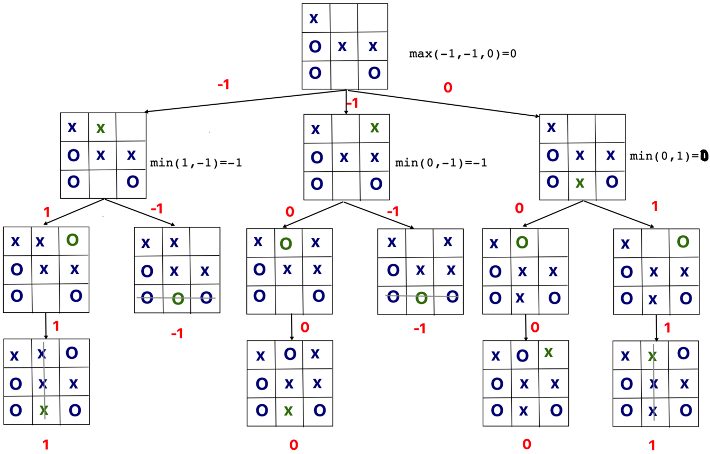 x
O x x
max(-1,-1,0)=0
O O
-1
0
-1
x x
x x
x
O x x
min(1,-1)=-1
O x x
min(0,-1)=-1
O x x
min(0,1)=0
O O
O O
O x O
1
-1
0
-1
0
1
x x O
x x
x O x
x x
x O
x O
O x x
O x x
O x x
O x x
O x x
O x x
O O
O O O
O O
O O O
O x O
O x O
1
-1
0
-1
0
1
x x O
x O x
x O x
x x O
O x x
O x x
O x x
O x x
O x O
O x O
O x O
O x O
1
0
0
1